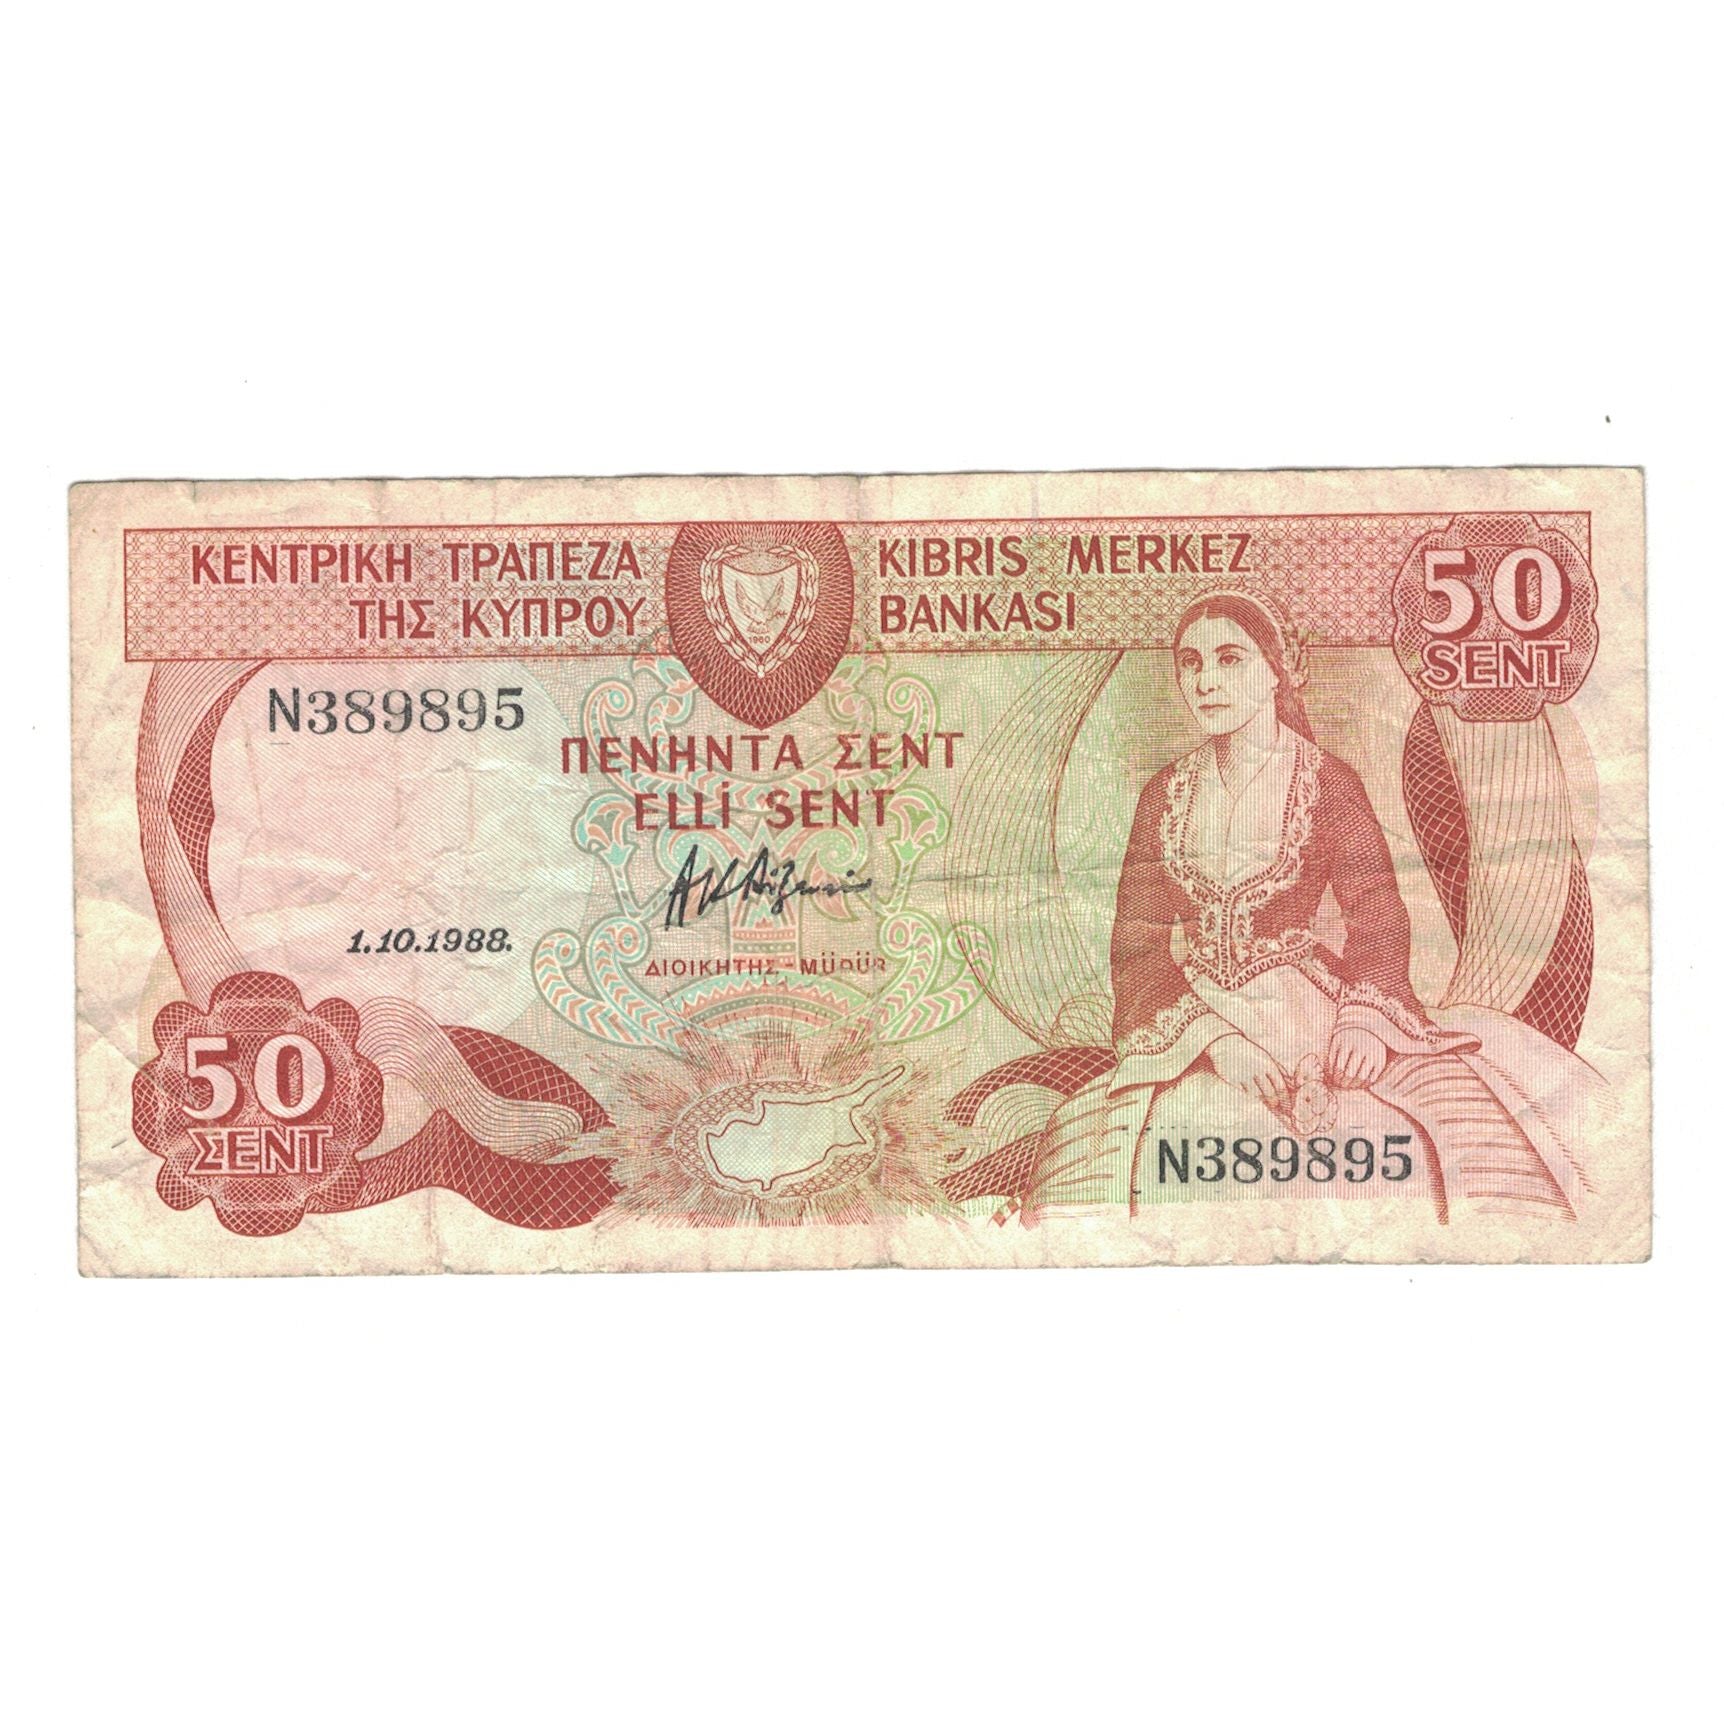 ΚΕΝΤΡΙΚΗ ΤΡΑΠΕΖΑ
ΤΗΣ ΚΥΠΡΟΥ
KIBRIS MERKEZ
BANKASI
50
SENT
1960
N389895
ΠΕΝΗΝΤΑ ΣΕΝΤ
ELLİ SENT
1.10.1988.
ΔΙΟΙΚΗΤΗΣ - MÜDÜR
50
ΣΕΝΤ
N389895